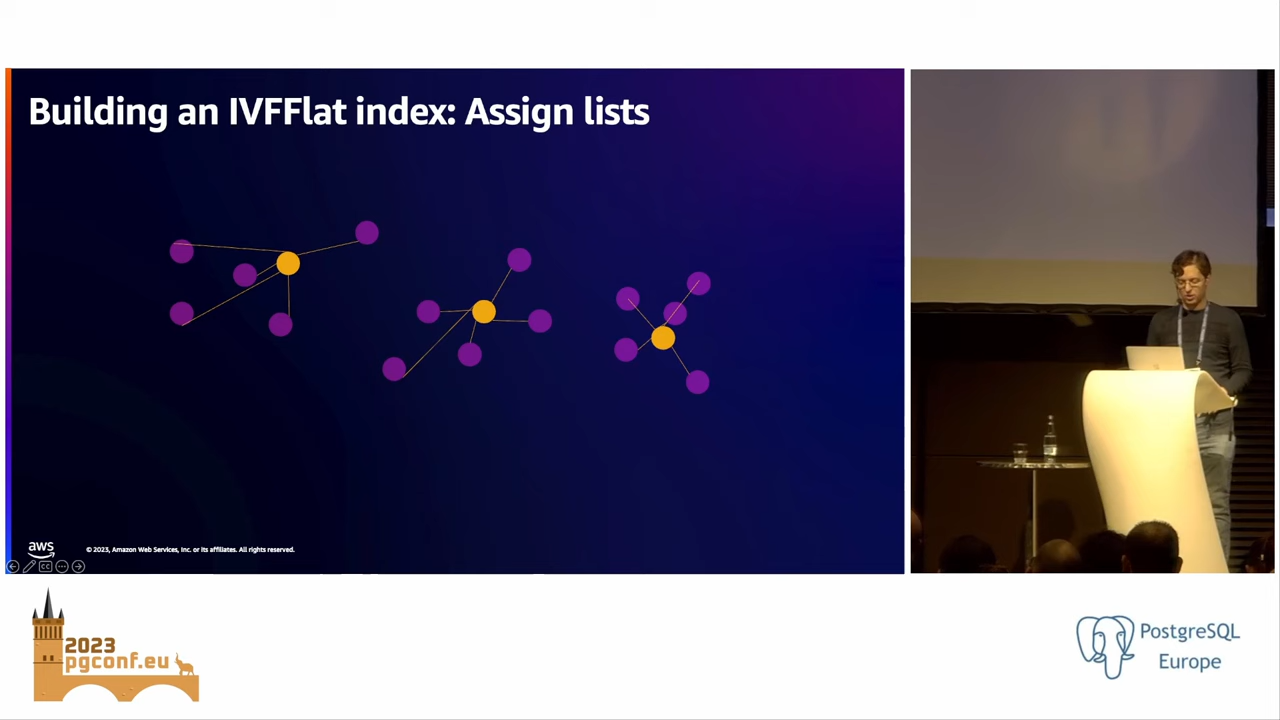 Building an IVFFlat index: Assign lists
aws
© 2023, Amazon Web Services, Inc. or its affiliates. All rights reserved.
CC
2023
pgconf.eu
PostgreSQL
Europe